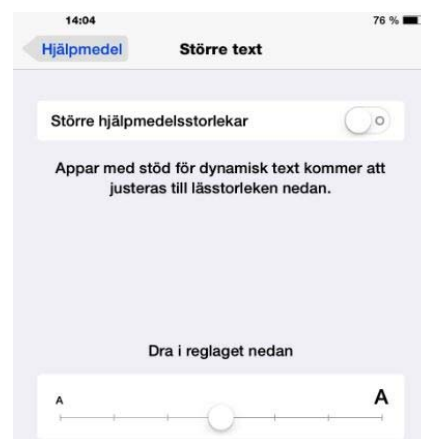 14:04 76 %
Hjälpmedel Större text
Större hjälpmedelsstorlekar
Appar med stöd för dynamisk text kommer att
justeras till lässtorleken nedan.
Dra i reglaget nedan
A A